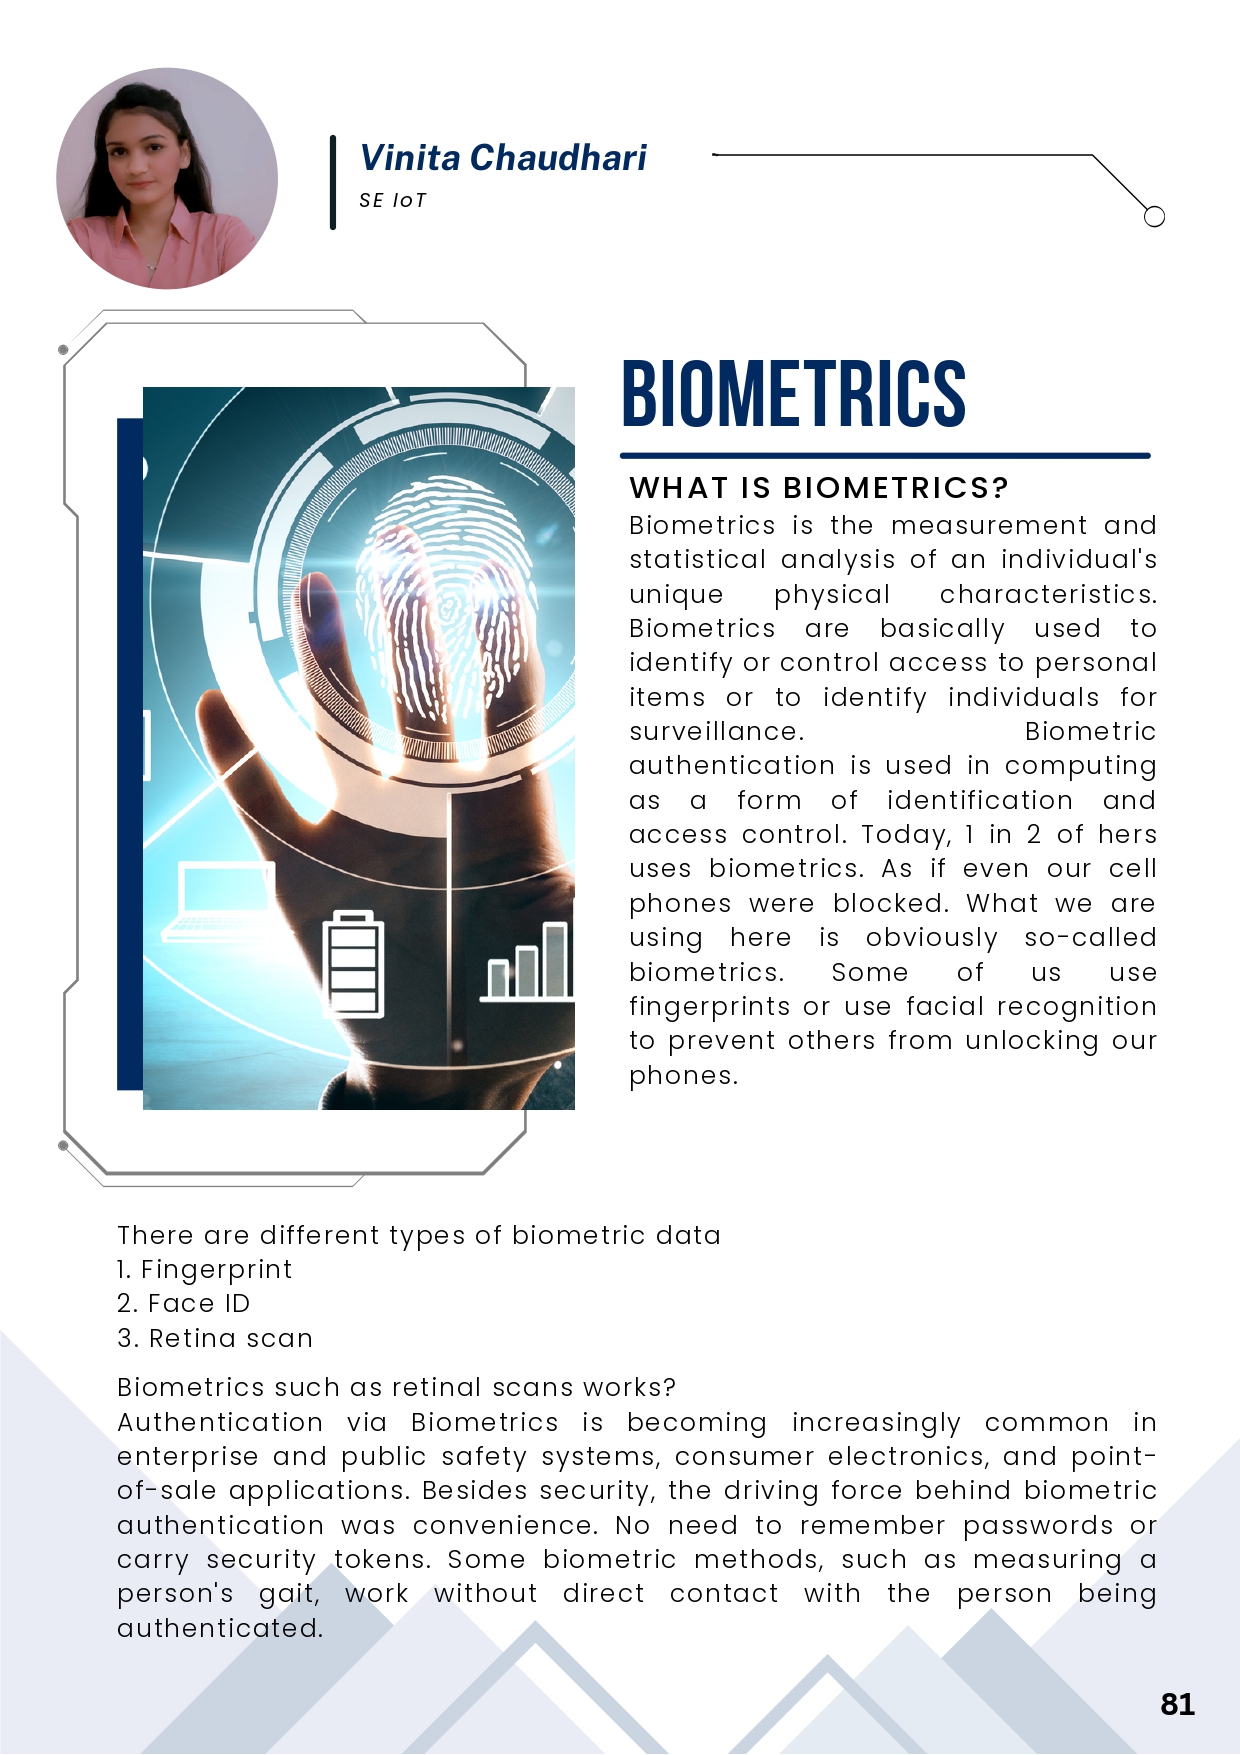 Vinita Chaudhari
SE IoT
BIOMETRICS
WHAT IS BIOMETRICS?
Biometrics is the measurement and
statistical analysis of an individual's
unique physical characteristics.
Biometrics are basically used to
identify or control access to personal
items or to identify individuals for
surveillance. Biometric
authentication is used in computing
as a form of identification and
access control. Today, 1 in 2 of hers
uses biometrics. As if even our cell
phones were blocked. What we are
using here is obviously so-called
biometrics. Some of us use
fingerprints or use facial recognition
to prevent others from unlocking our
phones.
There are different types of biometric data
1. Fingerprint
2. Face ID
3. Retina scan
Biometrics such as retinal scans works?
Authentication via Biometrics is becoming increasingly common in
enterprise and public safety systems, consumer electronics, and point-
of-sale applications. Besides security, the driving force behind biometric
authentication was convenience. No need to remember passwords or
carry security tokens. Some biometric methods, such as measuring a
person's gait, work without direct contact with the person being
authenticated.
81